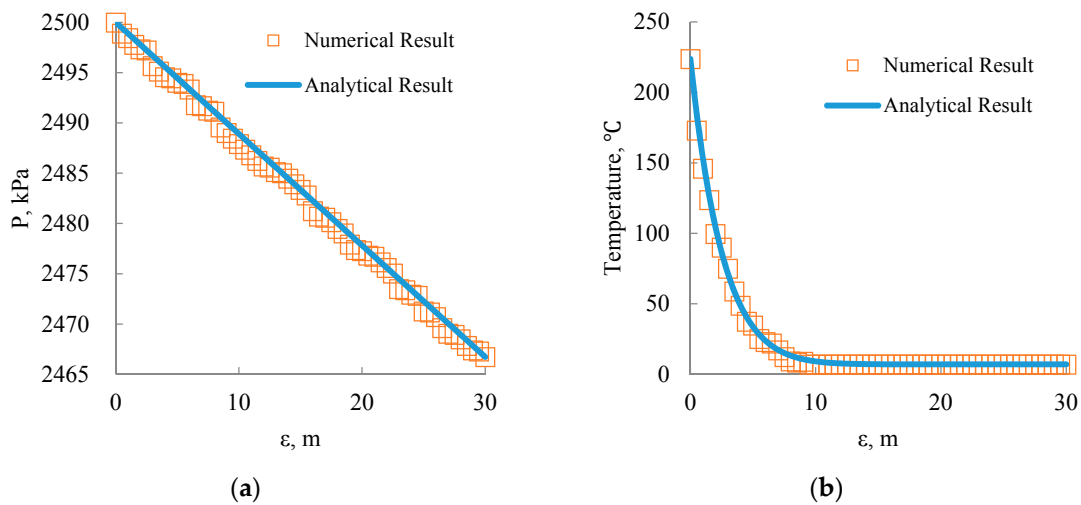 2500
2495
2490
2485
2480
2475
2470
2465
P, kPa
Numerical Result
Analytical Result
0
10
20
30
ε, m
(a)
250
200
150
100
50
0
Temperature, °C
Numerical Result
Analytical Result
0
10
20
30
ε, m
(b)